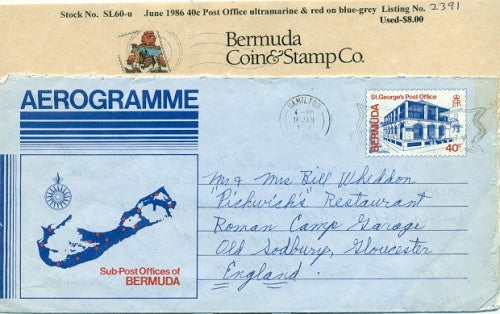 Stock No. SL60-u June 1986 40c Post Office ultramarine & red on blue-grey Listing No. 2391
Used-$8.00
Bermuda
Coin&Stamp Co.
AEROGRAMME
HAMILTON
St. George's Post Office
BERMUDA
40c
Sub-Post Offices of
BERMUDA
Mr & Mrs Bill Wheddon
"Pickwick's" Restaurant
Roman Camp Garage
Old Sodbury, Gloucester
England.